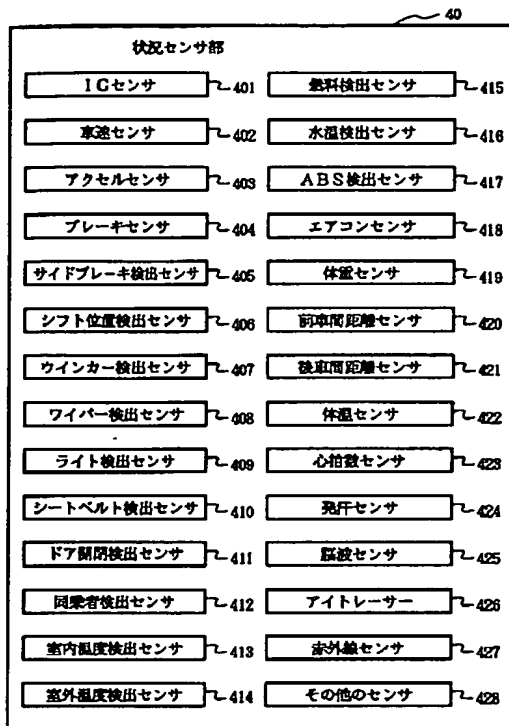 40
状況センサ部
IGセンサ 401
車速センサ 402
アクセルセンサ 403
ブレーキセンサ 404
サイドブレーキ検出センサ 405
シフト位置検出センサ 406
ウインカー検出センサ 407
ワイパー検出センサ 408
ライト検出センサ 409
シートベルト検出センサ 410
ドア開閉検出センサ 411
同乗者検出センサ 412
室内温度検出センサ 413
室外温度検出センサ 414
燃料検出センサ 415
水温検出センサ 416
ABS検出センサ 417
エアコンセンサ 418
体重センサ 419
前車間距離センサ 420
後車間距離センサ 421
体温センサ 422
心拍数センサ 423
発汗センサ 424
脳波センサ 425
アイトレーサー 426
赤外線センサ 427
その他のセンサ 428